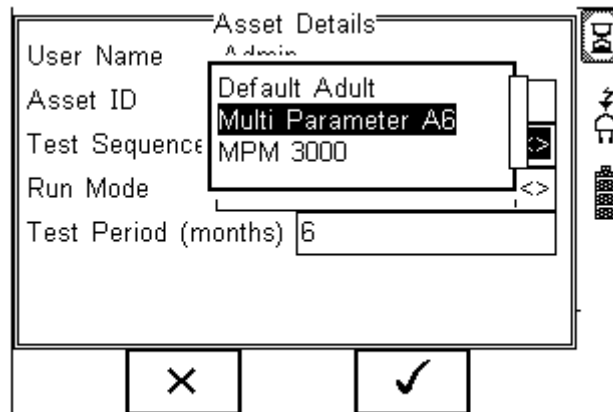 Asset Details
User Name Admin
Asset ID
Default Adult
Multi Parameter A6
Test Sequence <>
MPM 3000
Run Mode <>
Test Period (months) 6